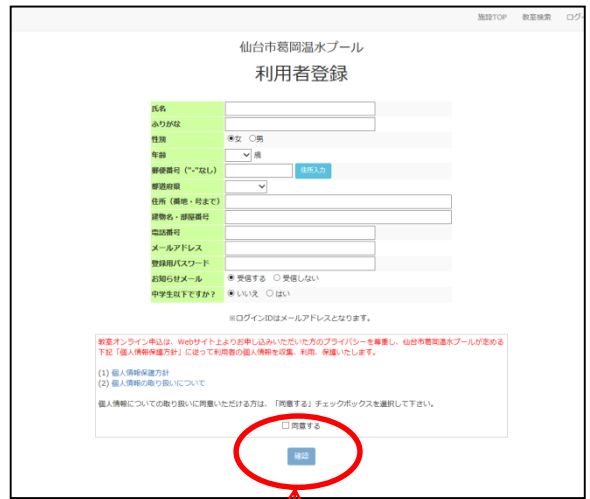 施設TOP 教室検索 ログ
仙台市葛岡温水プール
利用者登録
氏名
ふりがな
性別 女 男
年齢 歳
郵便番号（"-"なし） 住所入力
都道府県
住所（番地・号まで）
建物名・部屋番号
電話番号
メールアドレス
登録用パスワード
お知らせメール 受信する 受信しない
中学生以下ですか？ いいえ はい
※ログインIDはメールアドレスとなります。
教室オンライン申込は、Webサイト上よりお申し込みいただいた方のプライバシーを尊重し、仙台市葛岡温水プールが定める
下記「個人情報保護方針」に従って利用者の個人情報を収集、利用、保護いたします。
(1) 個人情報保護方針
(2) 個人情報の取り扱いについて
個人情報についての取り扱いに同意いただける方は、「同意する」チェックボックスを選択して下さい。
同意する
確認